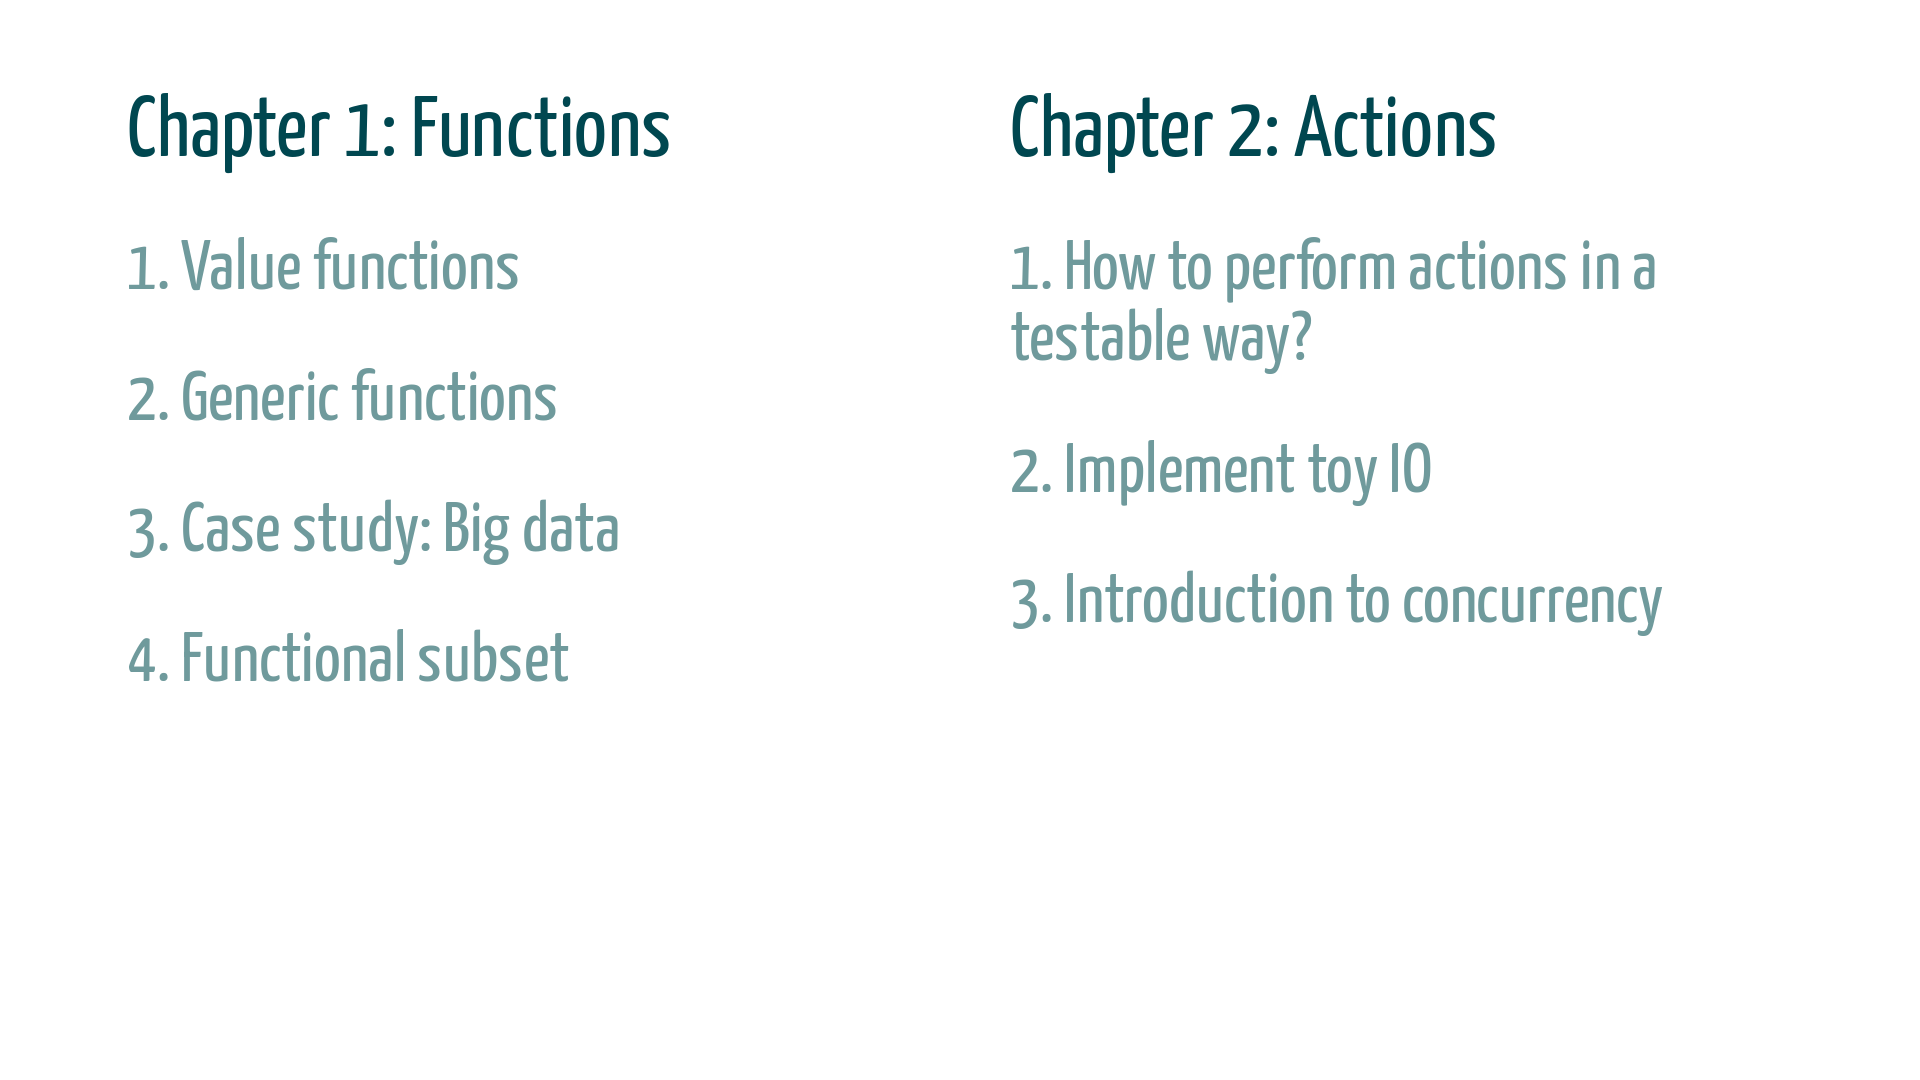 Chapter 1: Functions
1. Value functions
2. Generic functions
3. Case study: Big data
4. Functional subset
Chapter 2: Actions
1. How to perform actions in a
testable way?
2. Implement toy IO
3. Introduction to concurrency